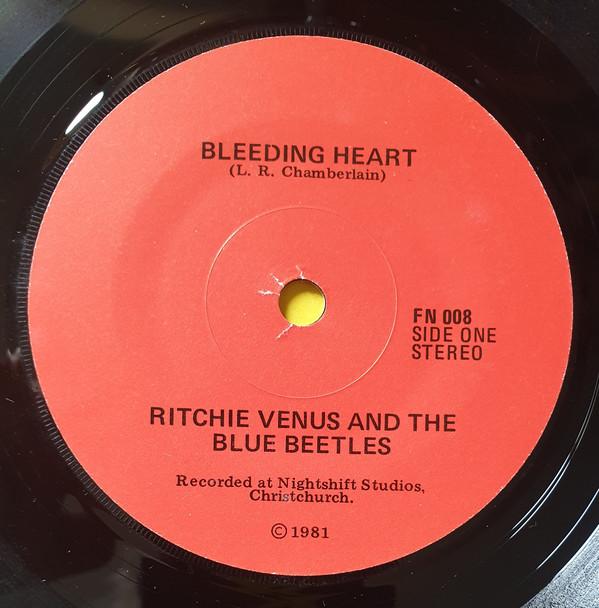 BLEEDING HEART
(L. R. Chamberlain)
FN 008
SIDE ONE
STEREO
RITCHIE VENUS AND THE
BLUE BEETLES
Recorded at Nightshift Studios,
Christchurch.
© 1981